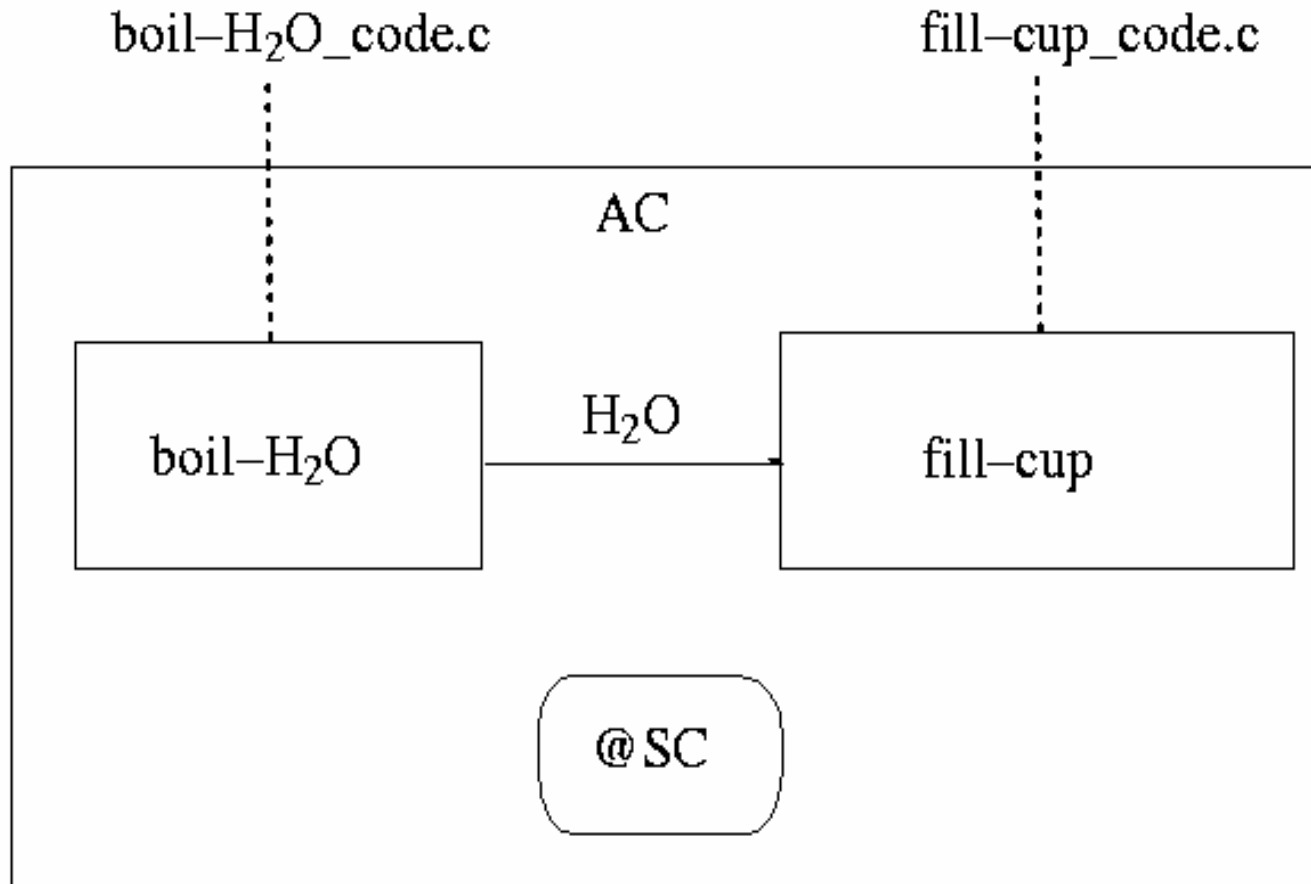 boil–H₂O_code.c
fill–cup_code.c
AC
H₂O
boil–H₂O
fill–cup
@SC